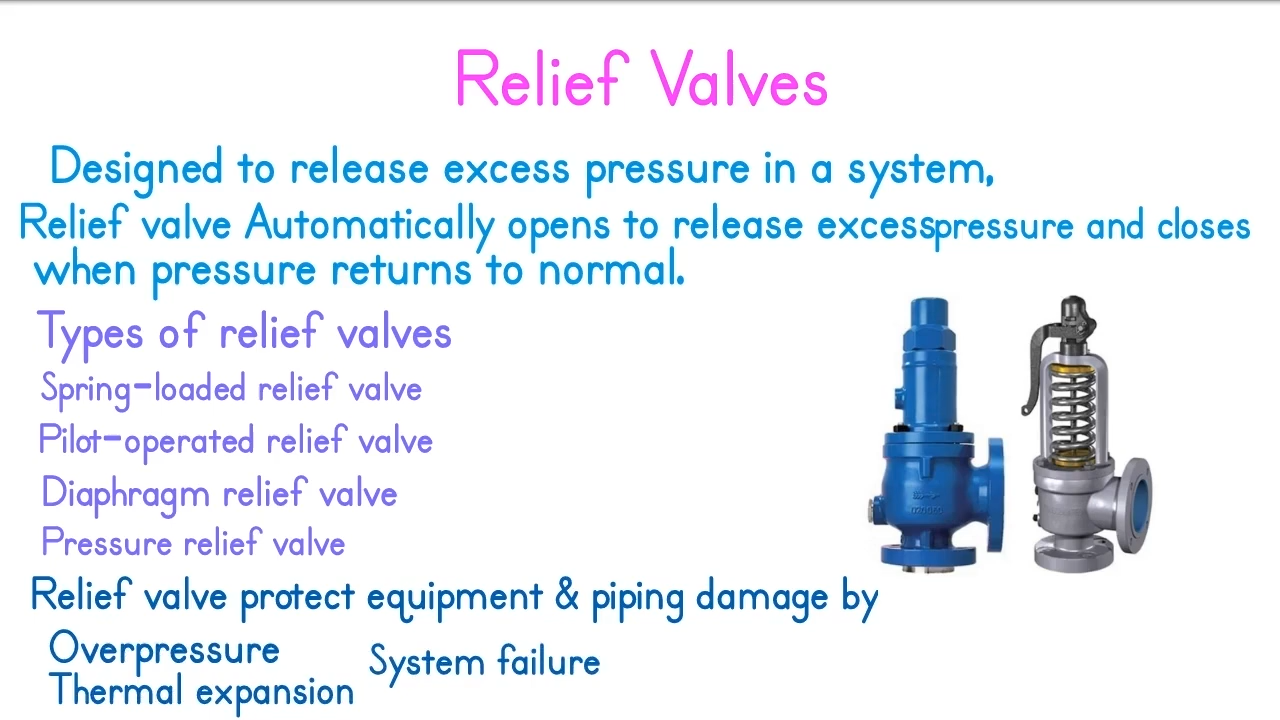 Relief Valves
Designed to release excess pressure in a system,
Relief valve Automatically opens to release excesspressure and closes
when pressure returns to normal.
Types of relief valves
Spring-loaded relief valve
Pilot-operated relief valve
Diaphragm relief valve
Pressure relief valve
Relief valve protect equipment & piping damage by
Overpressure
System failure
Thermal expansion